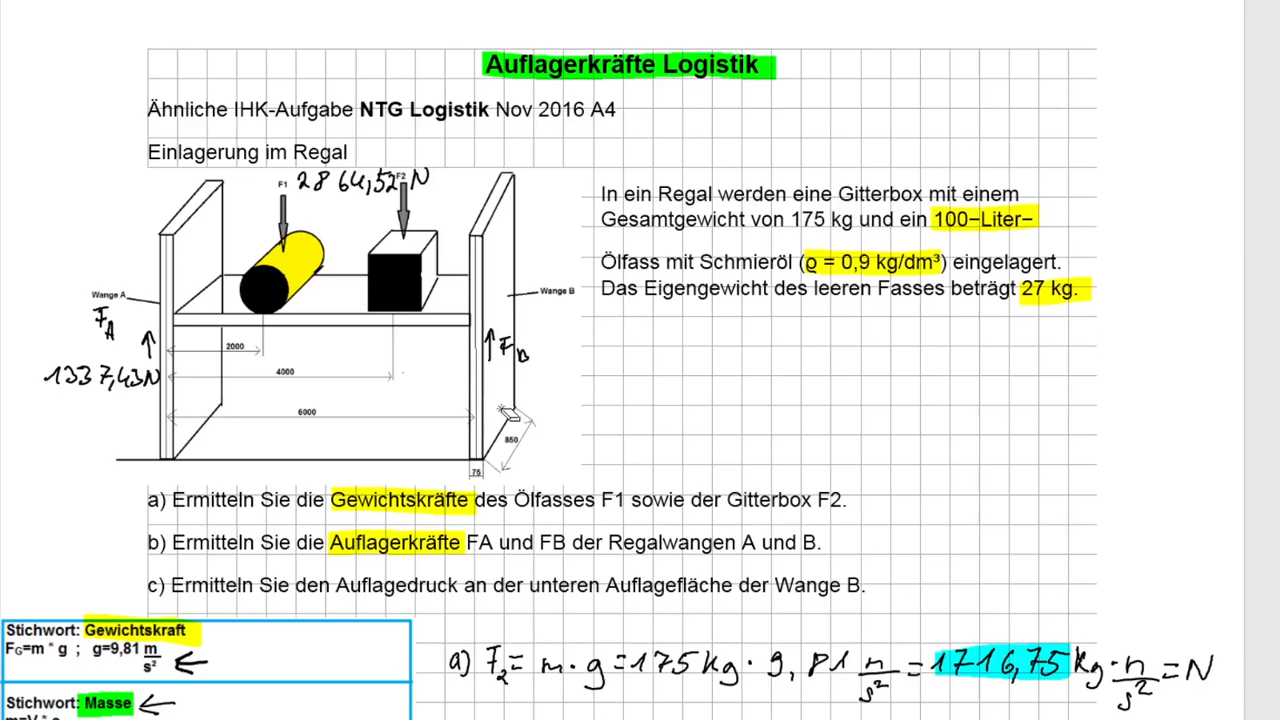 Auflagerkräfte Logistik
Ähnliche IHK-Aufgabe NTG Logistik Nov 2016 A4
Einlagerung im Regal
F1 2864,52 N F2
In ein Regal werden eine Gitterbox mit einem
Gesamtgewicht von 175 kg und ein 100–Liter–
Ölfass mit Schmieröl (ϱ = 0,9 kg/dm³) eingelagert.
Das Eigengewicht des leeren Fasses beträgt 27 kg.
Wange A
Wange B
FA
FB
1337,43N
2000
4000
6000
850
75
a) Ermitteln Sie die Gewichtskräfte des Ölfasses F1 sowie der Gitterbox F2.
b) Ermitteln Sie die Auflagerkräfte FA und FB der Regalwangen A und B.
c) Ermitteln Sie den Auflagedruck an der unteren Auflagefläche der Wange B.
Stichwort: Gewichtskraft
FG=m * g ; g=9,81 m/s²
a) F2 = m · g = 175 kg · 9,81 m/s² = 1716,75 kg · m/s² = N
Stichwort: Masse